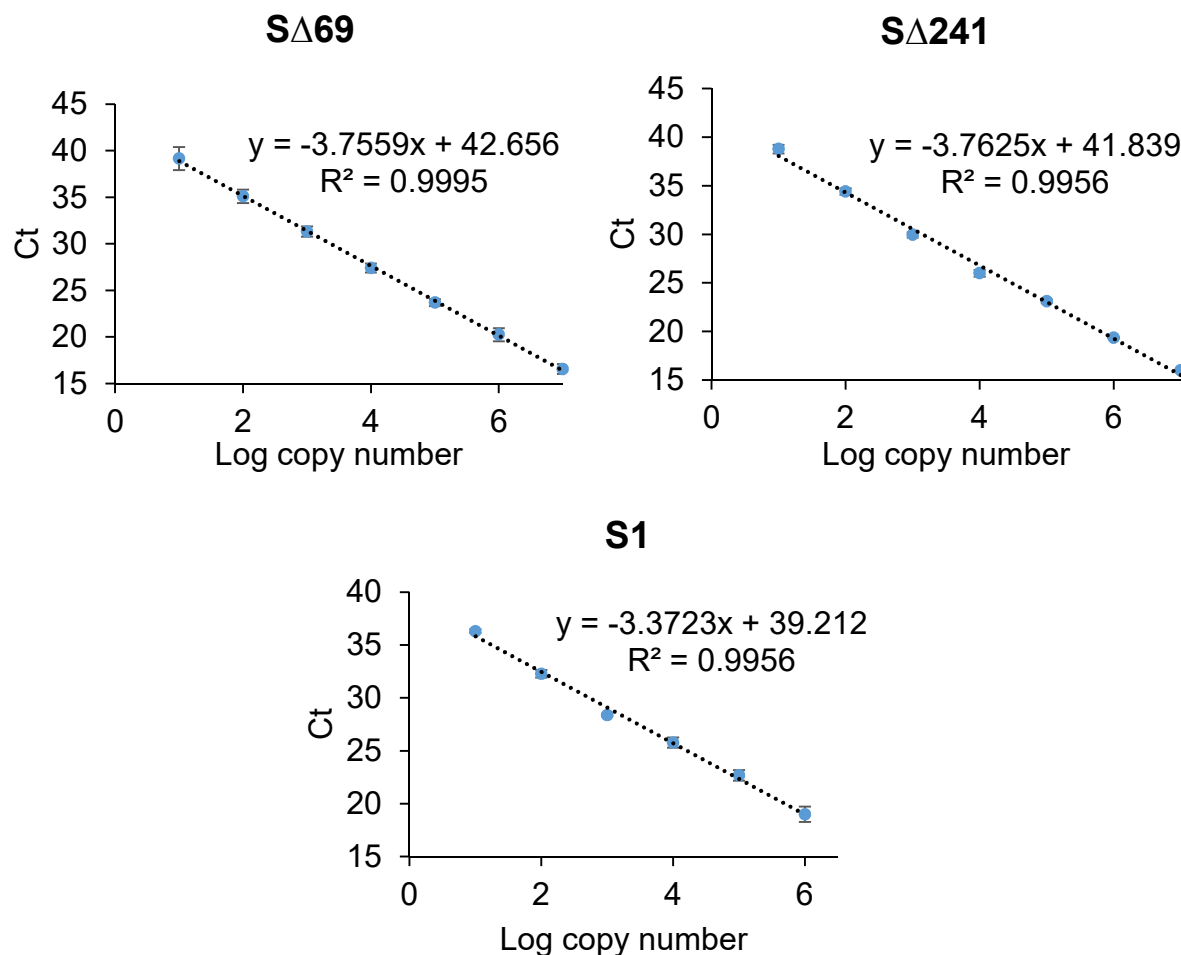 SΔ69
45
40
35
30
25
20
15
Ct
y = -3.7559x + 42.656
R² = 0.9995
0 2 4 6
Log copy number
SΔ241
45
40
35
30
25
20
15
Ct
y = -3.7625x + 41.839
R² = 0.9956
0 2 4 6
Log copy number
S1
40
35
30
25
20
15
Ct
y = -3.3723x + 39.212
R² = 0.9956
0 2 4 6
Log copy number